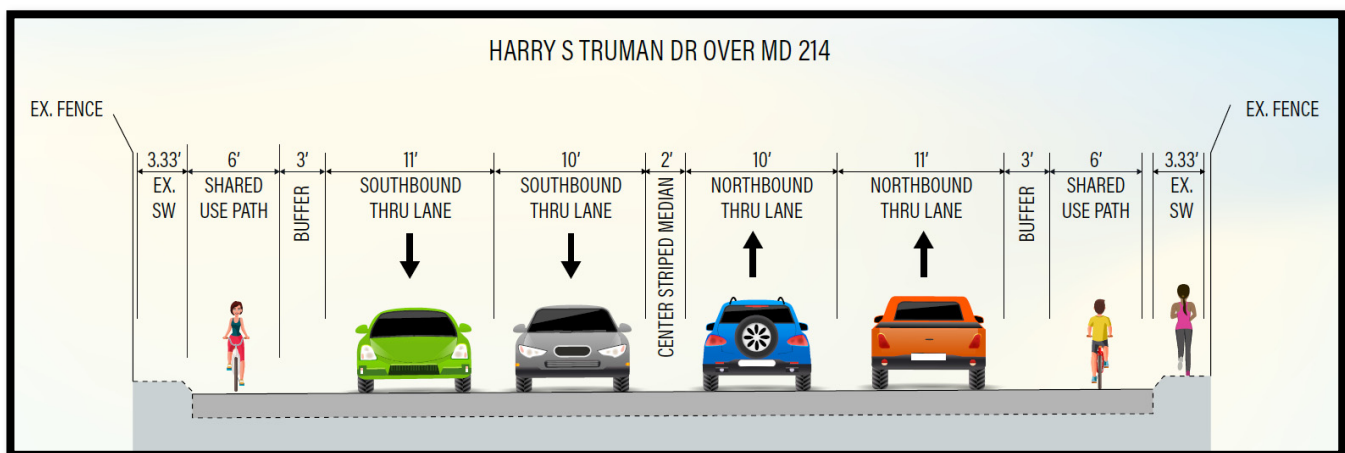 HARRY S TRUMAN DR OVER MD 214
EX. FENCE
EX. FENCE
3.33'
6'
3'
11'
10'
2'
10'
11'
3'
6'
3.33'
EX.
SW
SHARED
USE PATH
BUFFER
SOUTHBOUND
THRU LANE
SOUTHBOUND
THRU LANE
CENTER STRIPED MEDIAN
NORTHBOUND
THRU LANE
NORTHBOUND
THRU LANE
BUFFER
SHARED
USE PATH
EX.
SW